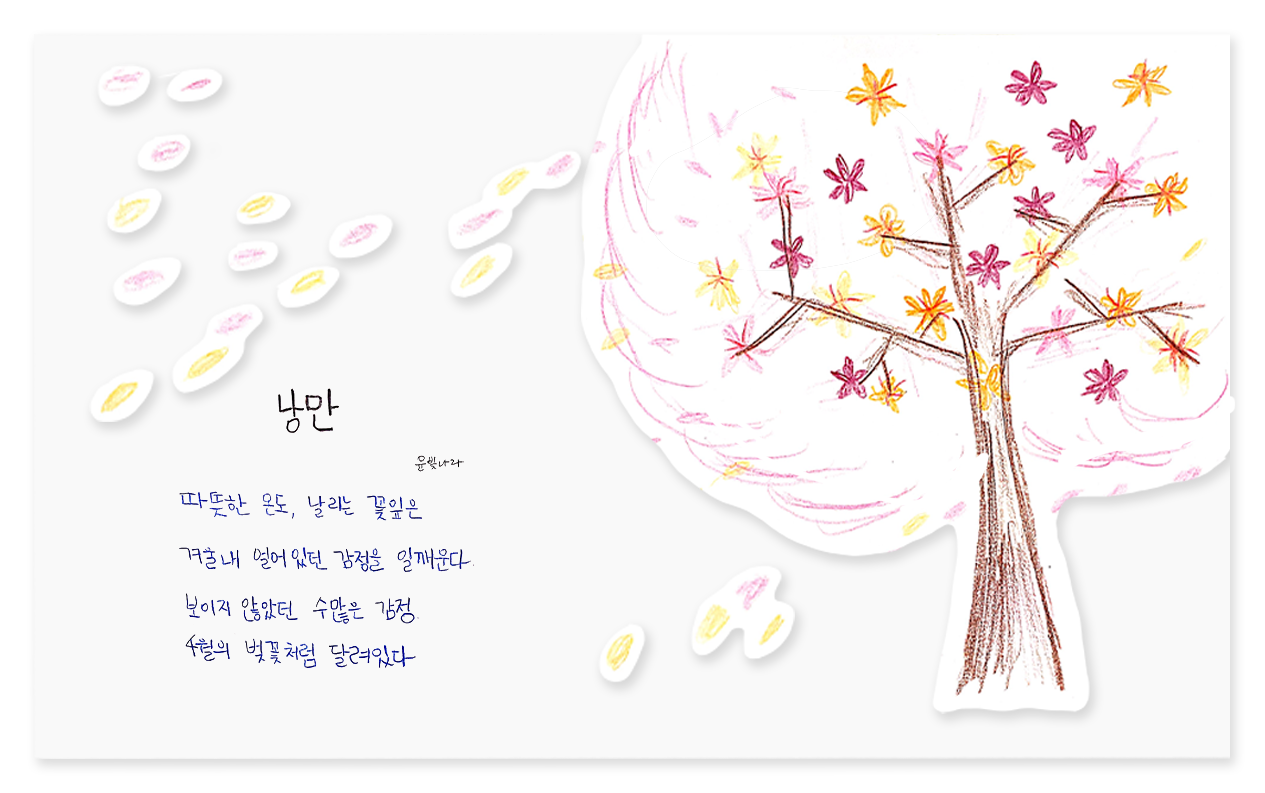 낭만
윤빛나라
따뜻한 온도, 날리는 꽃잎은
겨울내 얼어있던 감정을 일깨운다.
보이지 않았던 수많은 감정.
4월의 벚꽃처럼 달려있다